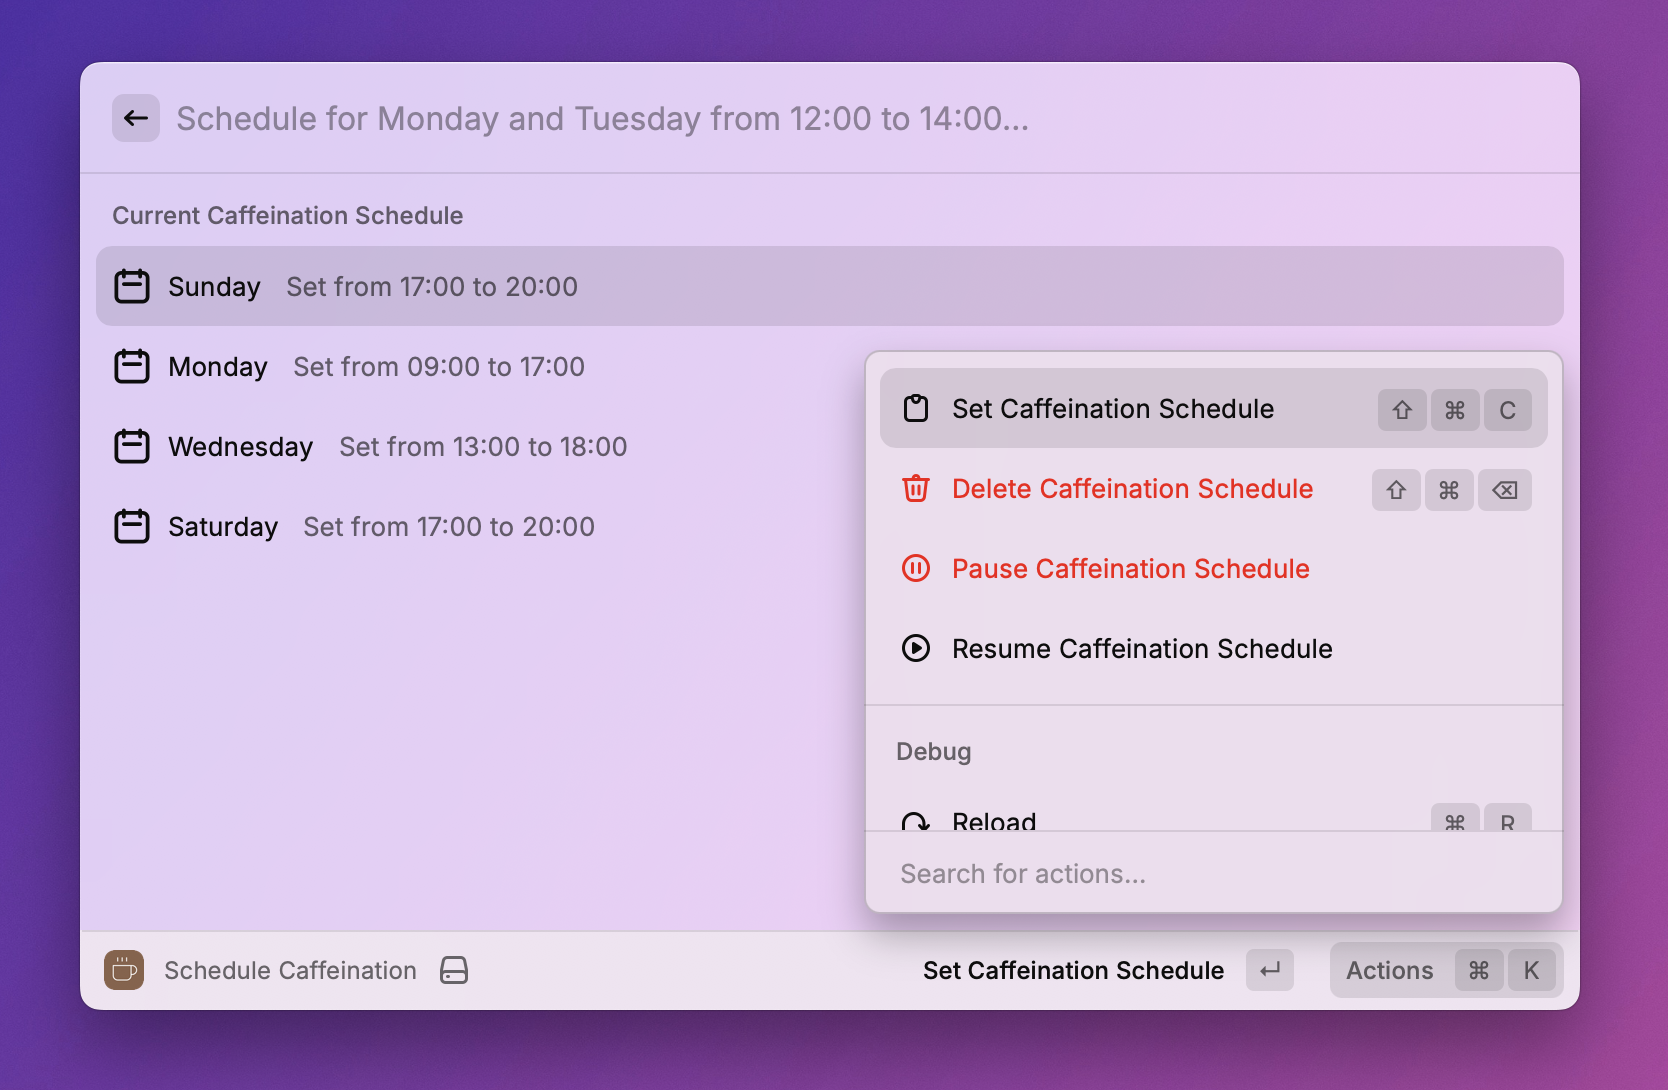 Schedule for Monday and Tuesday from 12:00 to 14:00...
Current Caffeination Schedule
Sunday Set from 17:00 to 20:00
Monday Set from 09:00 to 17:00
Wednesday Set from 13:00 to 18:00
Saturday Set from 17:00 to 20:00
Set Caffeination Schedule ⇧ ⌘ C
Delete Caffeination Schedule ⇧ ⌘ ⌫
Pause Caffeination Schedule
Resume Caffeination Schedule
Debug
Reload ⌘ R
Search for actions...
Schedule Caffeination Set Caffeination Schedule ↵ Actions ⌘ K